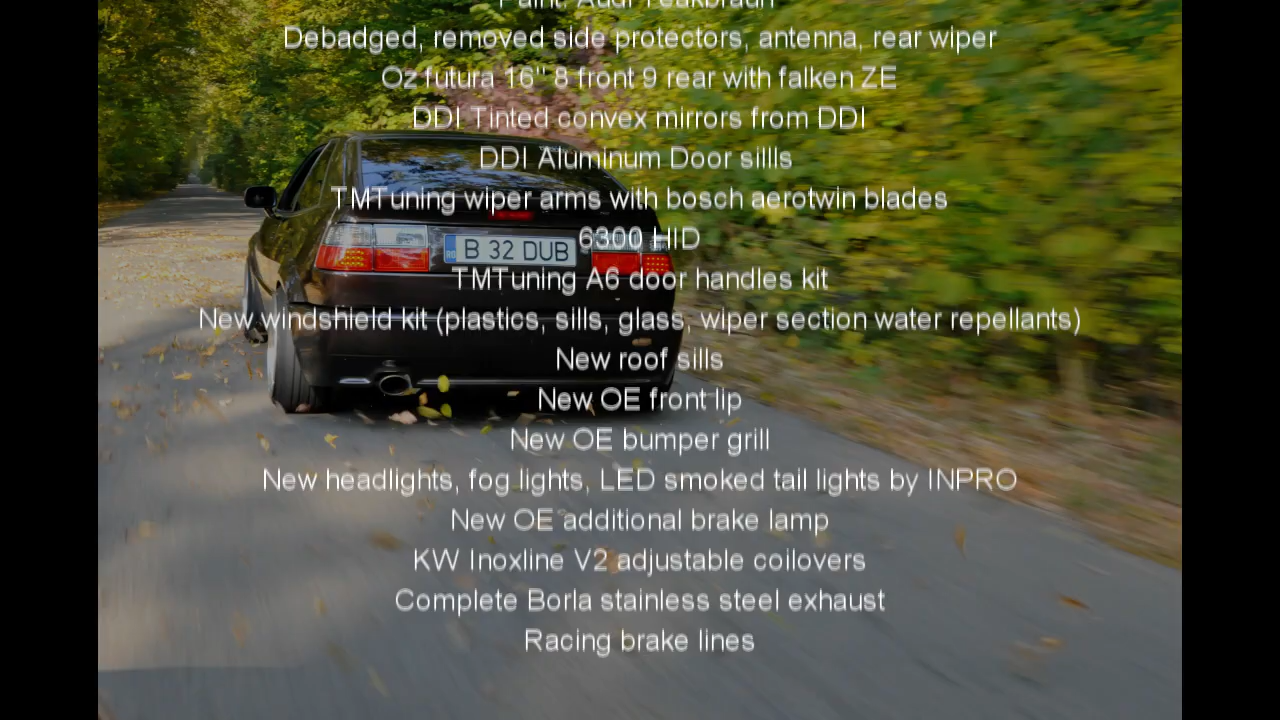 Paint: Audi Teakbraun
Debadged, removed side protectors, antenna, rear wiper
Oz futura 16'' 8 front 9 rear with falken ZE
DDI Tinted convex mirrors from DDI
DDI Aluminum Door sillls
TMTuning wiper arms with bosch aerotwin blades
6300 HID
B 32 DUB
TMTuning A6 door handles kit
New windshield kit (plastics, sills, glass, wiper section water repellants)
New roof sills
New OE front lip
New OE bumper grill
New headlights, fog lights, LED smoked tail lights by INPRO
New OE additional brake lamp
KW Inoxline V2 adjustable coilovers
Complete Borla stainless steel exhaust
Racing brake lines